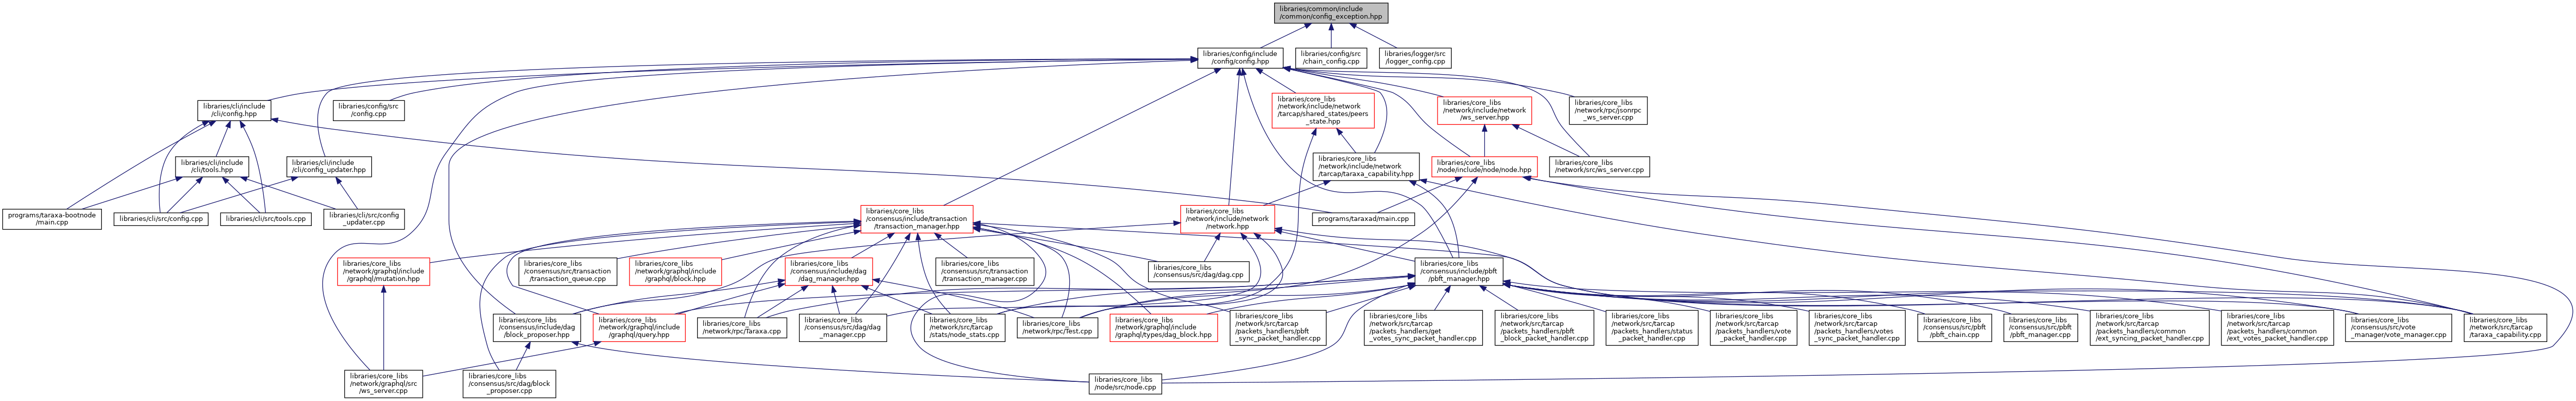 libraries/common/include
/common/config_exception.hpp
libraries/config/include
/config/config.hpp
libraries/config/src
/chain_config.cpp
libraries/logger/src
/logger_config.cpp
libraries/cli/include
/cli/config.hpp
libraries/config/src
/config.cpp
libraries/core_libs
/network/include/network
/tarcap/shared_states/peers
_state.hpp
libraries/core_libs
/network/include/network
/ws_server.hpp
libraries/core_libs
/network/rpc/jsonrpc
_ws_server.cpp
libraries/cli/include
/cli/tools.hpp
libraries/cli/include
/cli/config_updater.hpp
libraries/core_libs
/network/include/network
/tarcap/taraxa_capability.hpp
libraries/core_libs
/node/include/node/node.hpp
libraries/core_libs
/network/src/ws_server.cpp
programs/taraxa-bootnode
/main.cpp
libraries/cli/src/config.cpp
libraries/cli/src/tools.cpp
libraries/cli/src/config
_updater.cpp
libraries/core_libs
/consensus/include/transaction
/transaction_manager.hpp
libraries/core_libs
/network/include/network
/network.hpp
programs/taraxad/main.cpp
libraries/core_libs
/network/graphql/include
/graphql/mutation.hpp
libraries/core_libs
/consensus/src/transaction
/transaction_queue.cpp
libraries/core_libs
/network/graphql/include
/graphql/block.hpp
libraries/core_libs
/consensus/include/dag
/dag_manager.hpp
libraries/core_libs
/consensus/src/transaction
/transaction_manager.cpp
libraries/core_libs
/consensus/src/dag/dag.cpp
libraries/core_libs
/consensus/include/pbft
/pbft_manager.hpp
libraries/core_libs
/consensus/include/dag
/block_proposer.hpp
libraries/core_libs
/network/graphql/include
/graphql/query.hpp
libraries/core_libs
/network/rpc/Taraxa.cpp
libraries/core_libs
/consensus/src/dag/dag
_manager.cpp
libraries/core_libs
/network/src/tarcap
/stats/node_stats.cpp
libraries/core_libs
/network/rpc/Test.cpp
libraries/core_libs
/network/graphql/include
/graphql/types/dag_block.hpp
libraries/core_libs
/network/src/tarcap
/packets_handlers/pbft
_sync_packet_handler.cpp
libraries/core_libs
/network/src/tarcap
/packets_handlers/get
_votes_sync_packet_handler.cpp
libraries/core_libs
/network/src/tarcap
/packets_handlers/pbft
_block_packet_handler.cpp
libraries/core_libs
/network/src/tarcap
/packets_handlers/status
_packet_handler.cpp
libraries/core_libs
/network/src/tarcap
/packets_handlers/vote
_packet_handler.cpp
libraries/core_libs
/network/src/tarcap
/packets_handlers/votes
_sync_packet_handler.cpp
libraries/core_libs
/consensus/src/pbft
/pbft_chain.cpp
libraries/core_libs
/consensus/src/pbft
/pbft_manager.cpp
libraries/core_libs
/network/src/tarcap
/packets_handlers/common
/ext_syncing_packet_handler.cpp
libraries/core_libs
/network/src/tarcap
/packets_handlers/common
/ext_votes_packet_handler.cpp
libraries/core_libs
/consensus/src/vote
_manager/vote_manager.cpp
libraries/core_libs
/network/src/tarcap
/taraxa_capability.cpp
libraries/core_libs
/network/graphql/src
/ws_server.cpp
libraries/core_libs
/consensus/src/dag/block
_proposer.cpp
libraries/core_libs
/node/src/node.cpp